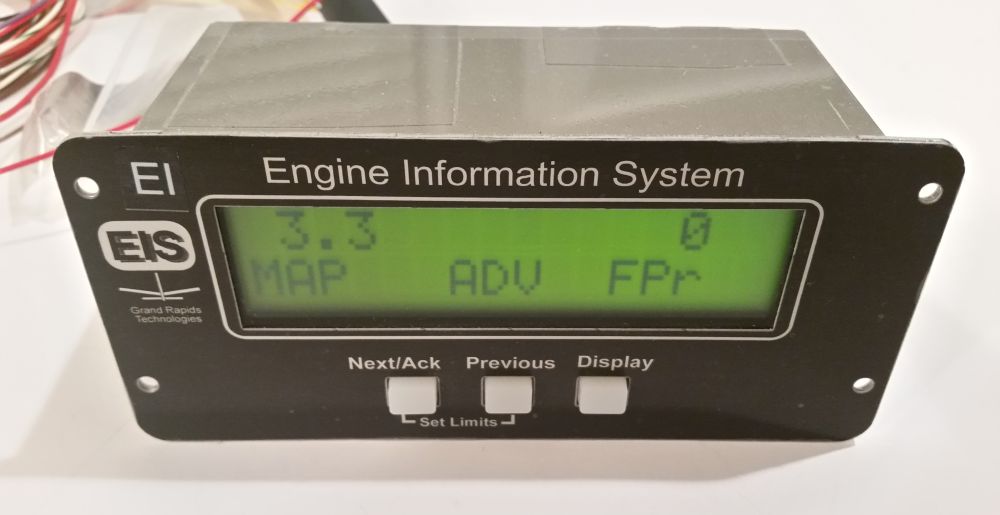 EI
Engine Information System
EIS
Grand Rapids
Technologies
3.3 0
MAP ADV FPr
Next/Ack Previous Display
Set Limits